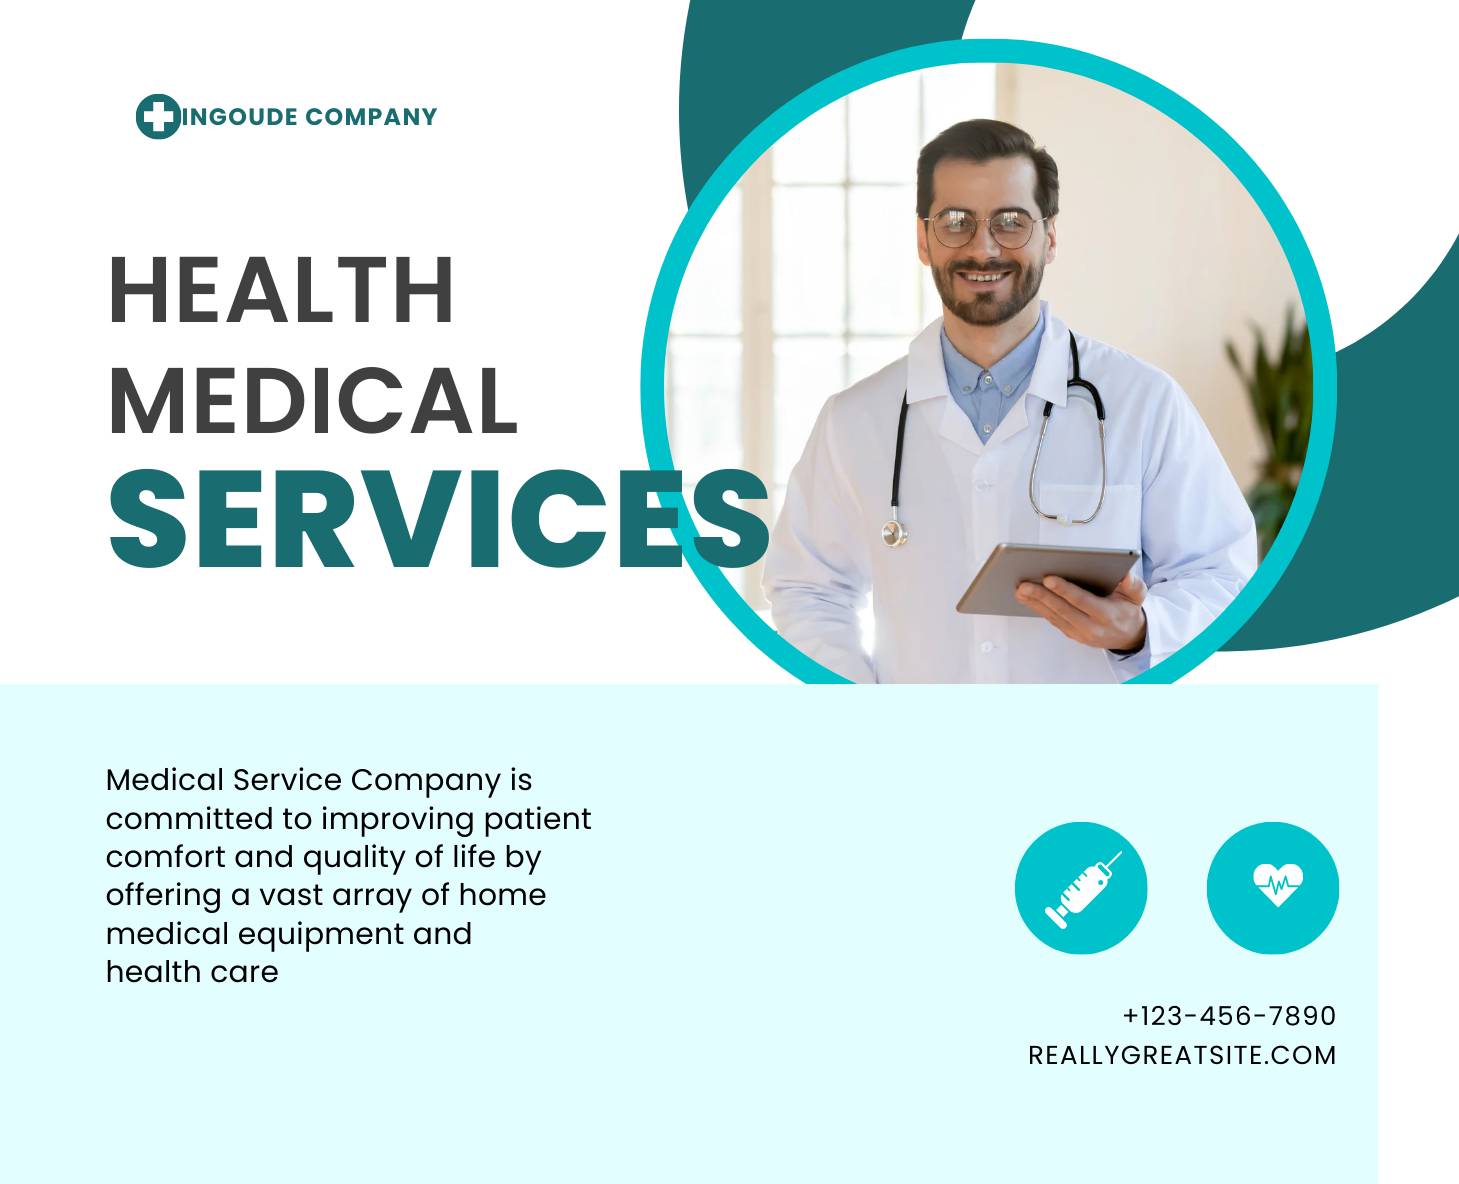 INGOUDE COMPANY
HEALTH
MEDICAL
SERVICES
Medical Service Company is
committed to improving patient
comfort and quality of life by
offering a vast array of home
medical equipment and
health care
+123-456-7890
REALLYGREATSITE.COM